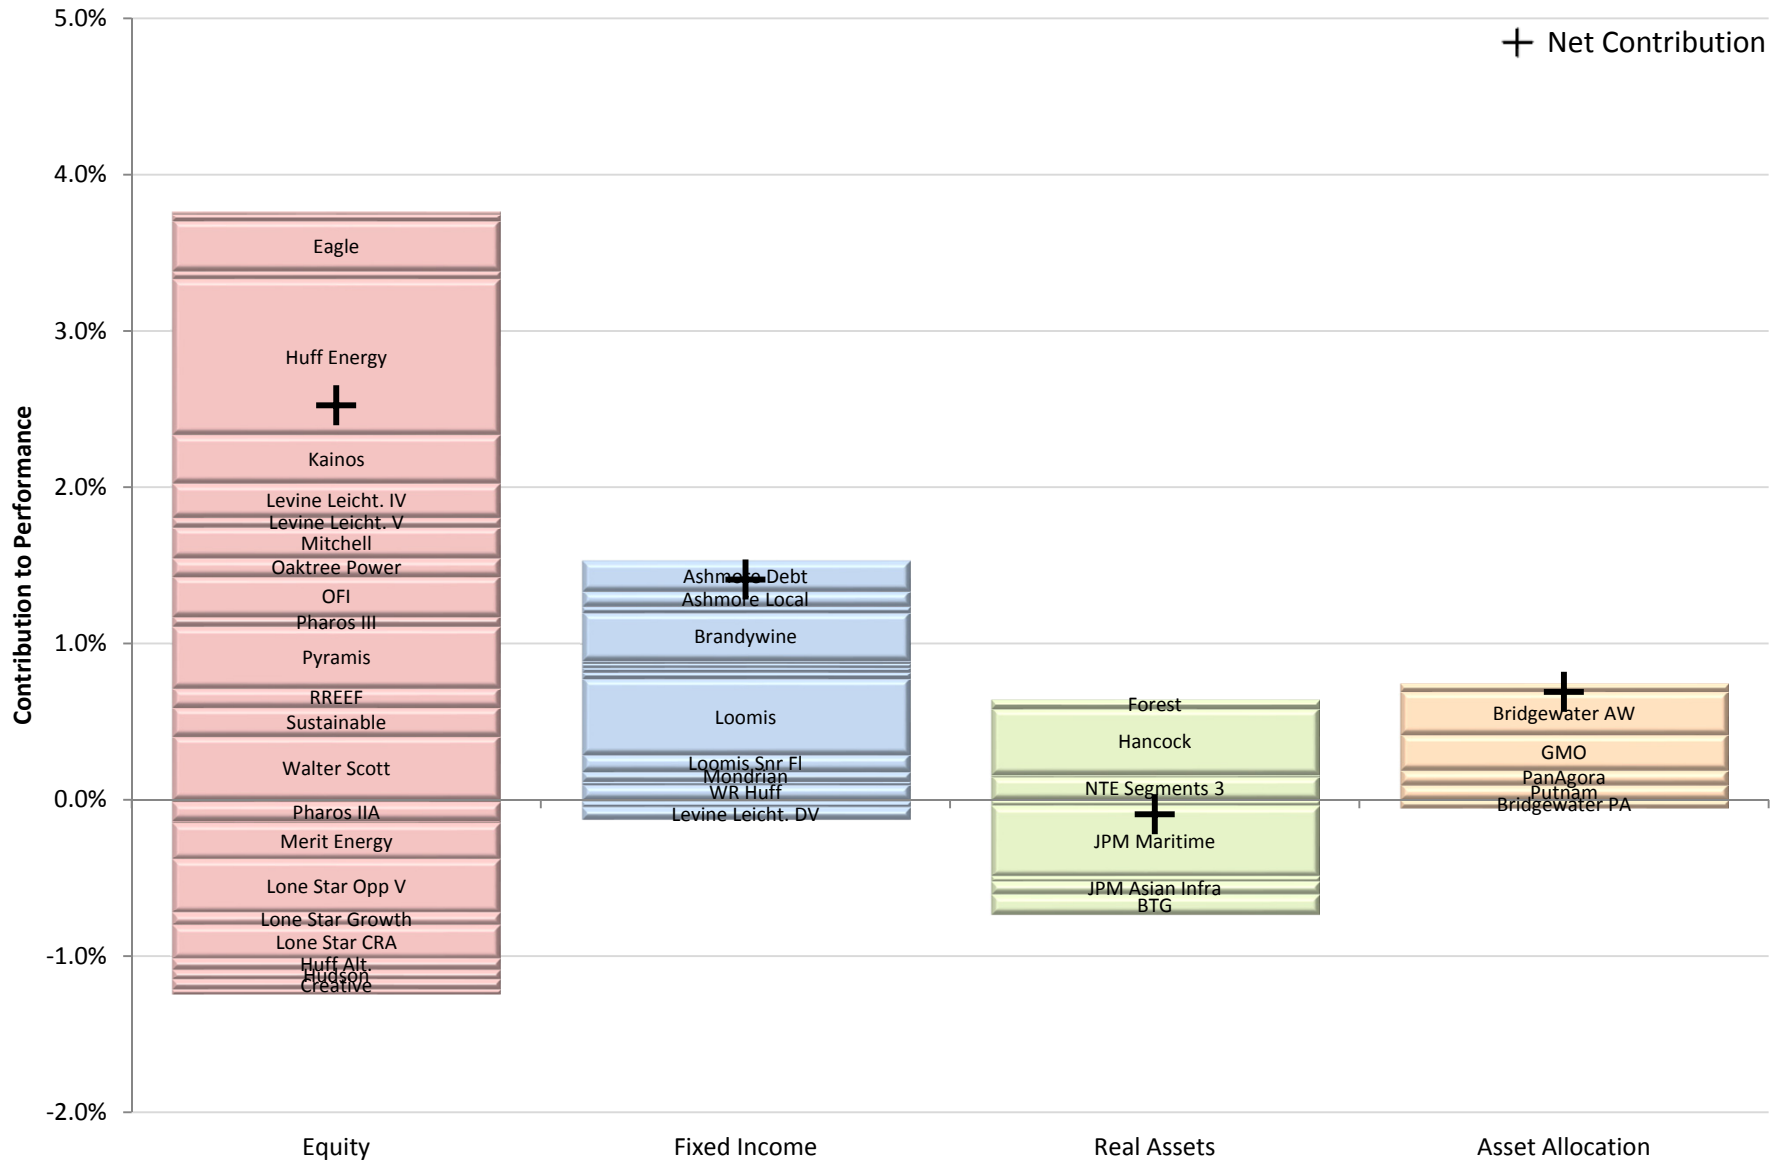 5.0%
Net Contribution
4.0%
3.0%
2.0%
1.0%
0.0%
-1.0%
-2.0%
Contribution to Performance
Eagle
Huff Energy
Kainos
Levine Leicht. IV
Levine Leicht. V
Mitchell
Oaktree Power
OFI
Pharos III
Pyramis
RREEF
Sustainable
Walter Scott
Pharos IIA
Merit Energy
Lone Star Opp V
Lone Star Growth
Lone Star CRA
Huff Alt.
Hudson
Creative
Ashmore Debt
Ashmore Local
Brandywine
Loomis
Loomis Snr Fl
Mondrian
WR Huff
Levine Leicht. DV
Forest
Hancock
NTE Segments 3
JPM Maritime
JPM Asian Infra
BTG
Bridgewater AW
GMO
PanAgora
Putnam
Bridgewater PA
Equity
Fixed Income
Real Assets
Asset Allocation